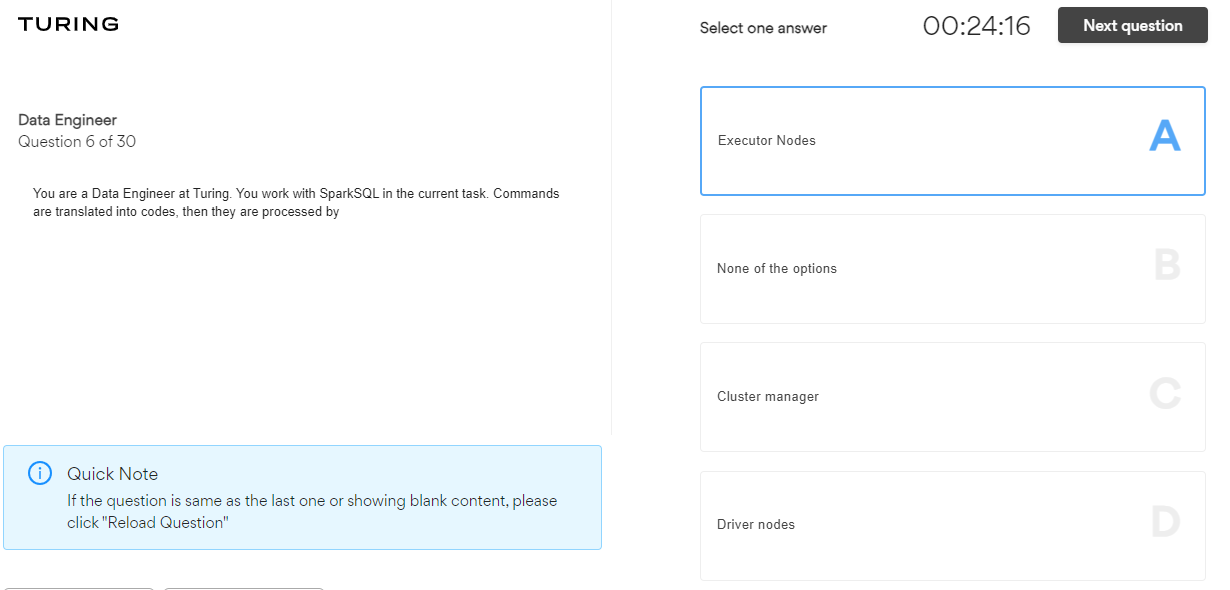 TURING
Select one answer
00:24:16
Next question
Data Engineer
Question 6 of 30
You are a Data Engineer at Turing. You work with SparkSQL in the current task. Commands
are translated into codes, then they are processed by
Executor Nodes
A
None of the options
B
Cluster manager
C
Driver nodes
D
Quick Note
If the question is same as the last one or showing blank content, please
click "Reload Question"